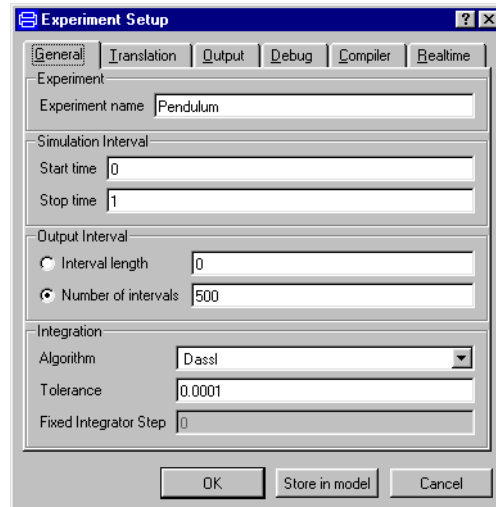 Experiment Setup
General Translation Output Debug Compiler Realtime
Experiment
Experiment name Pendulum
Simulation Interval
Start time 0
Stop time 1
Output Interval
Interval length 0
Number of intervals 500
Integration
Algorithm Dassl
Tolerance 0.0001
Fixed Integrator Step 0
OK Store in model Cancel